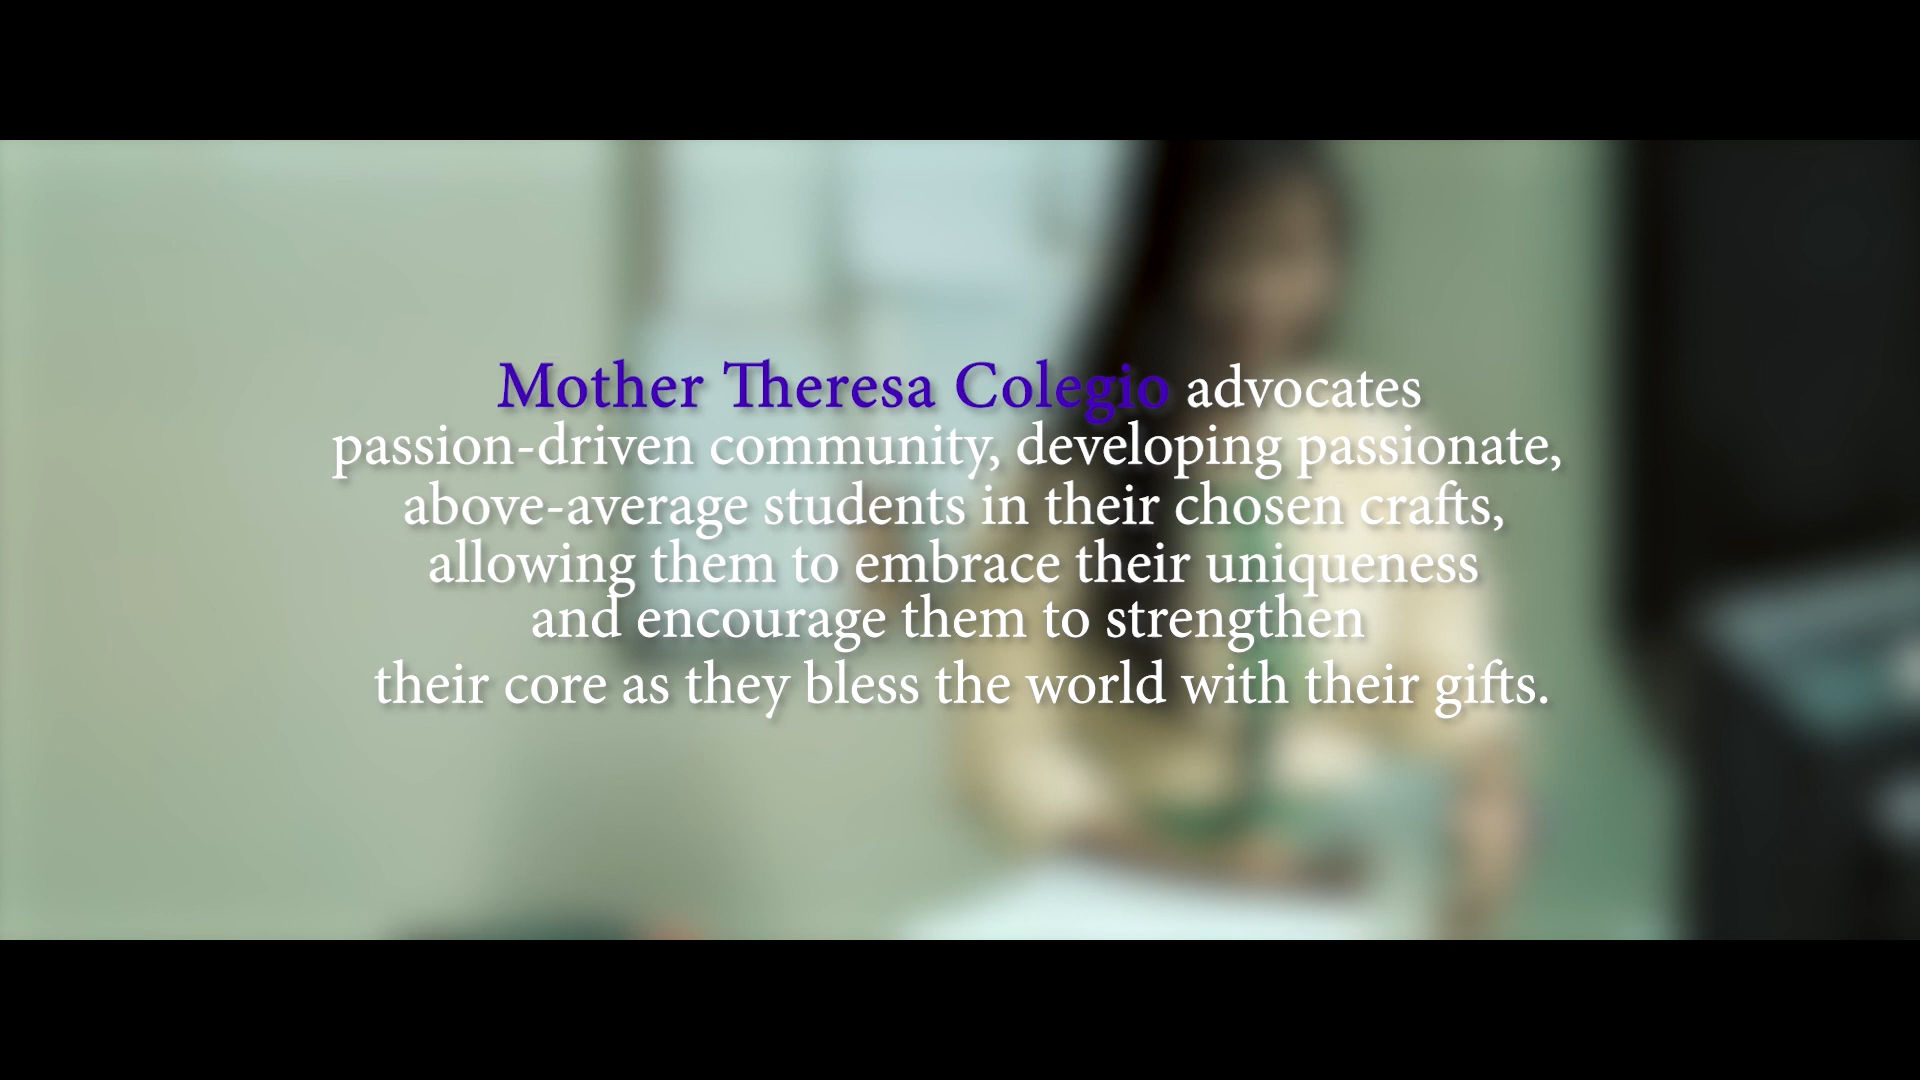 Mother Theresa Colegio advocates
passion-driven community, developing passionate,
above-average students in their chosen crafts,
allowing them to embrace their uniqueness
and encourage them to strengthen
their core as they bless the world with their gifts.